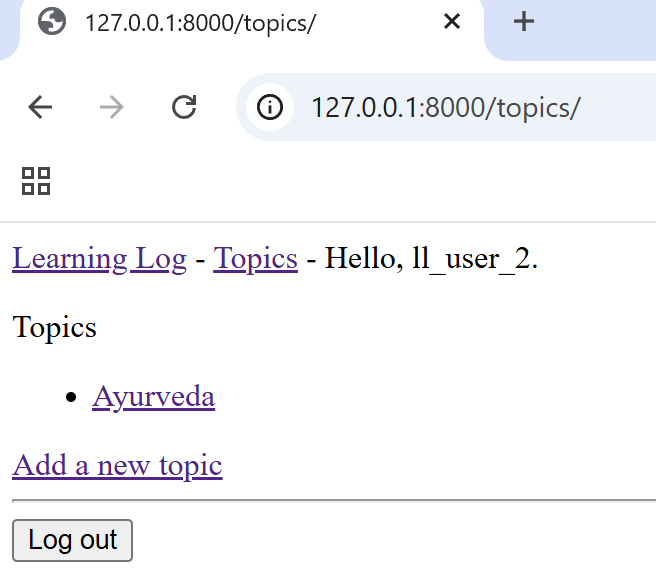 127.0.0.1:8000/topics/
127.0.0.1:8000/topics/
Learning Log - Topics - Hello, ll_user_2.
Topics
Ayurveda
Add a new topic
Log out